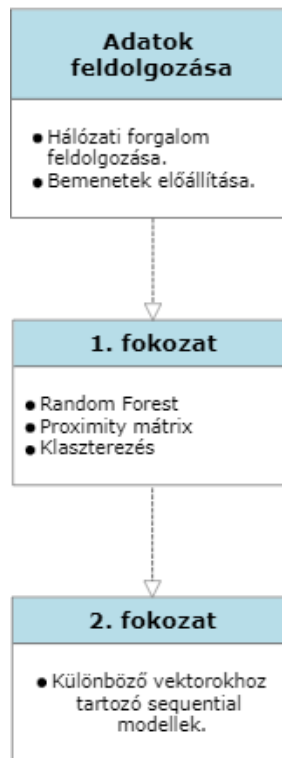 Adatok
feldolgozása
● Hálózati forgalom
feldolgozása.
● Bemenetek előállítása.
1. fokozat
● Random Forest
● Proximity mátrix
● Klaszterezés
2. fokozat
● Különböző vektorokhoz
tartozó sequential
modellek.